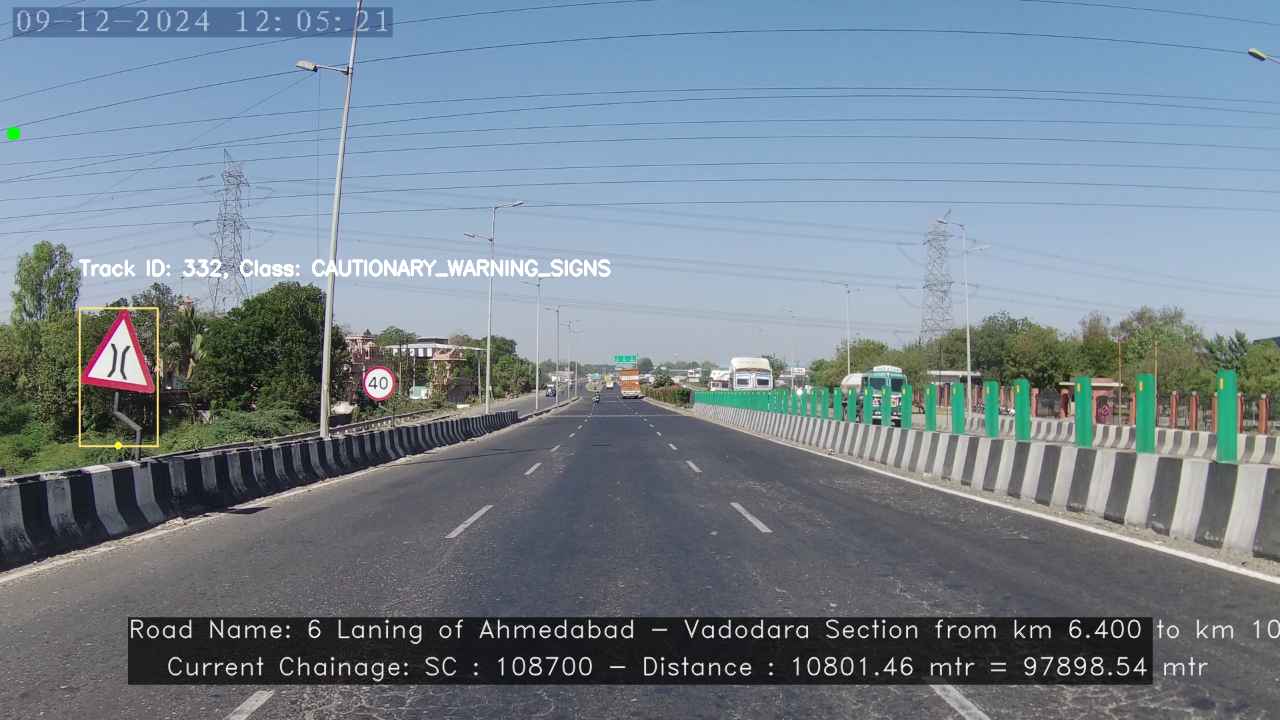 09-12-2024 12:05:21
Track ID: 332, Class: CAUTIONARY_WARNING_SIGNS
40
Road Name: 6 Laning of Ahmedabad - Vadodara Section from km 6.400 to km 10
Current Chainage: SC : 108700 - Distance : 10801.46 mtr = 97898.54 mtr